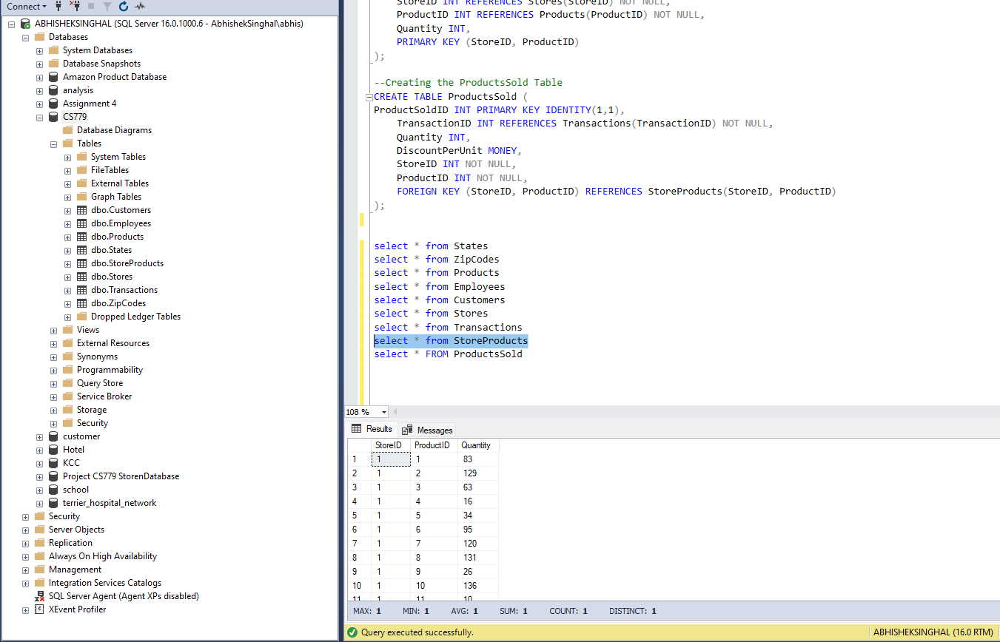 Connect
ABHISHEKSINGHAL (SQL Server 16.0.1000.6 - AbhishekSinghal\abhis)
Databases
System Databases
Database Snapshots
Amazon Product Database
analysis
Assignment 4
CS779
Database Diagrams
Tables
System Tables
FileTables
External Tables
Graph Tables
dbo.Customers
dbo.Employees
dbo.Products
dbo.States
dbo.StoreProducts
dbo.Stores
dbo.Transactions
dbo.ZipCodes
Dropped Ledger Tables
Views
External Resources
Synonyms
Programmability
Query Store
Service Broker
Storage
Security
customer
Hotel
KCC
Project CS779 StorenDatabase
school
terrier_hospital_network
Security
Server Objects
Replication
Always On High Availability
Management
Integration Services Catalogs
SQL Server Agent (Agent XPs disabled)
XEvent Profiler
StoreID INT REFERENCES Stores(StoreID) NOT NULL,
ProductID INT REFERENCES Products(ProductID) NOT NULL,
Quantity INT,
PRIMARY KEY (StoreID, ProductID)
);
--Creating the ProductsSold Table
CREATE TABLE ProductsSold (
ProductSoldID INT PRIMARY KEY IDENTITY(1,1),
TransactionID INT REFERENCES Transactions(TransactionID) NOT NULL,
Quantity INT,
DiscountPerUnit MONEY,
StoreID INT NOT NULL,
ProductID INT NOT NULL,
FOREIGN KEY (StoreID, ProductID) REFERENCES StoreProducts(StoreID, ProductID)
);
select * from States
select * from ZipCodes
select * from Products
select * from Employees
select * from Customers
select * from Stores
select * from Transactions
select * from StoreProducts
select * FROM ProductsSold
108 %
Results Messages
StoreID ProductID Quantity
1 1 1 83
2 1 2 129
3 1 3 63
4 1 4 16
5 1 5 34
6 1 6 95
7 1 7 120
8 1 8 131
9 1 9 26
10 1 10 136
11 1 11 10
MAX: 1 MIN: 1 AVG: 1 SUM: 1 COUNT: 1 DISTINCT: 1
Query executed successfully. ABHISHEKSINGHAL (16.0 RTM)